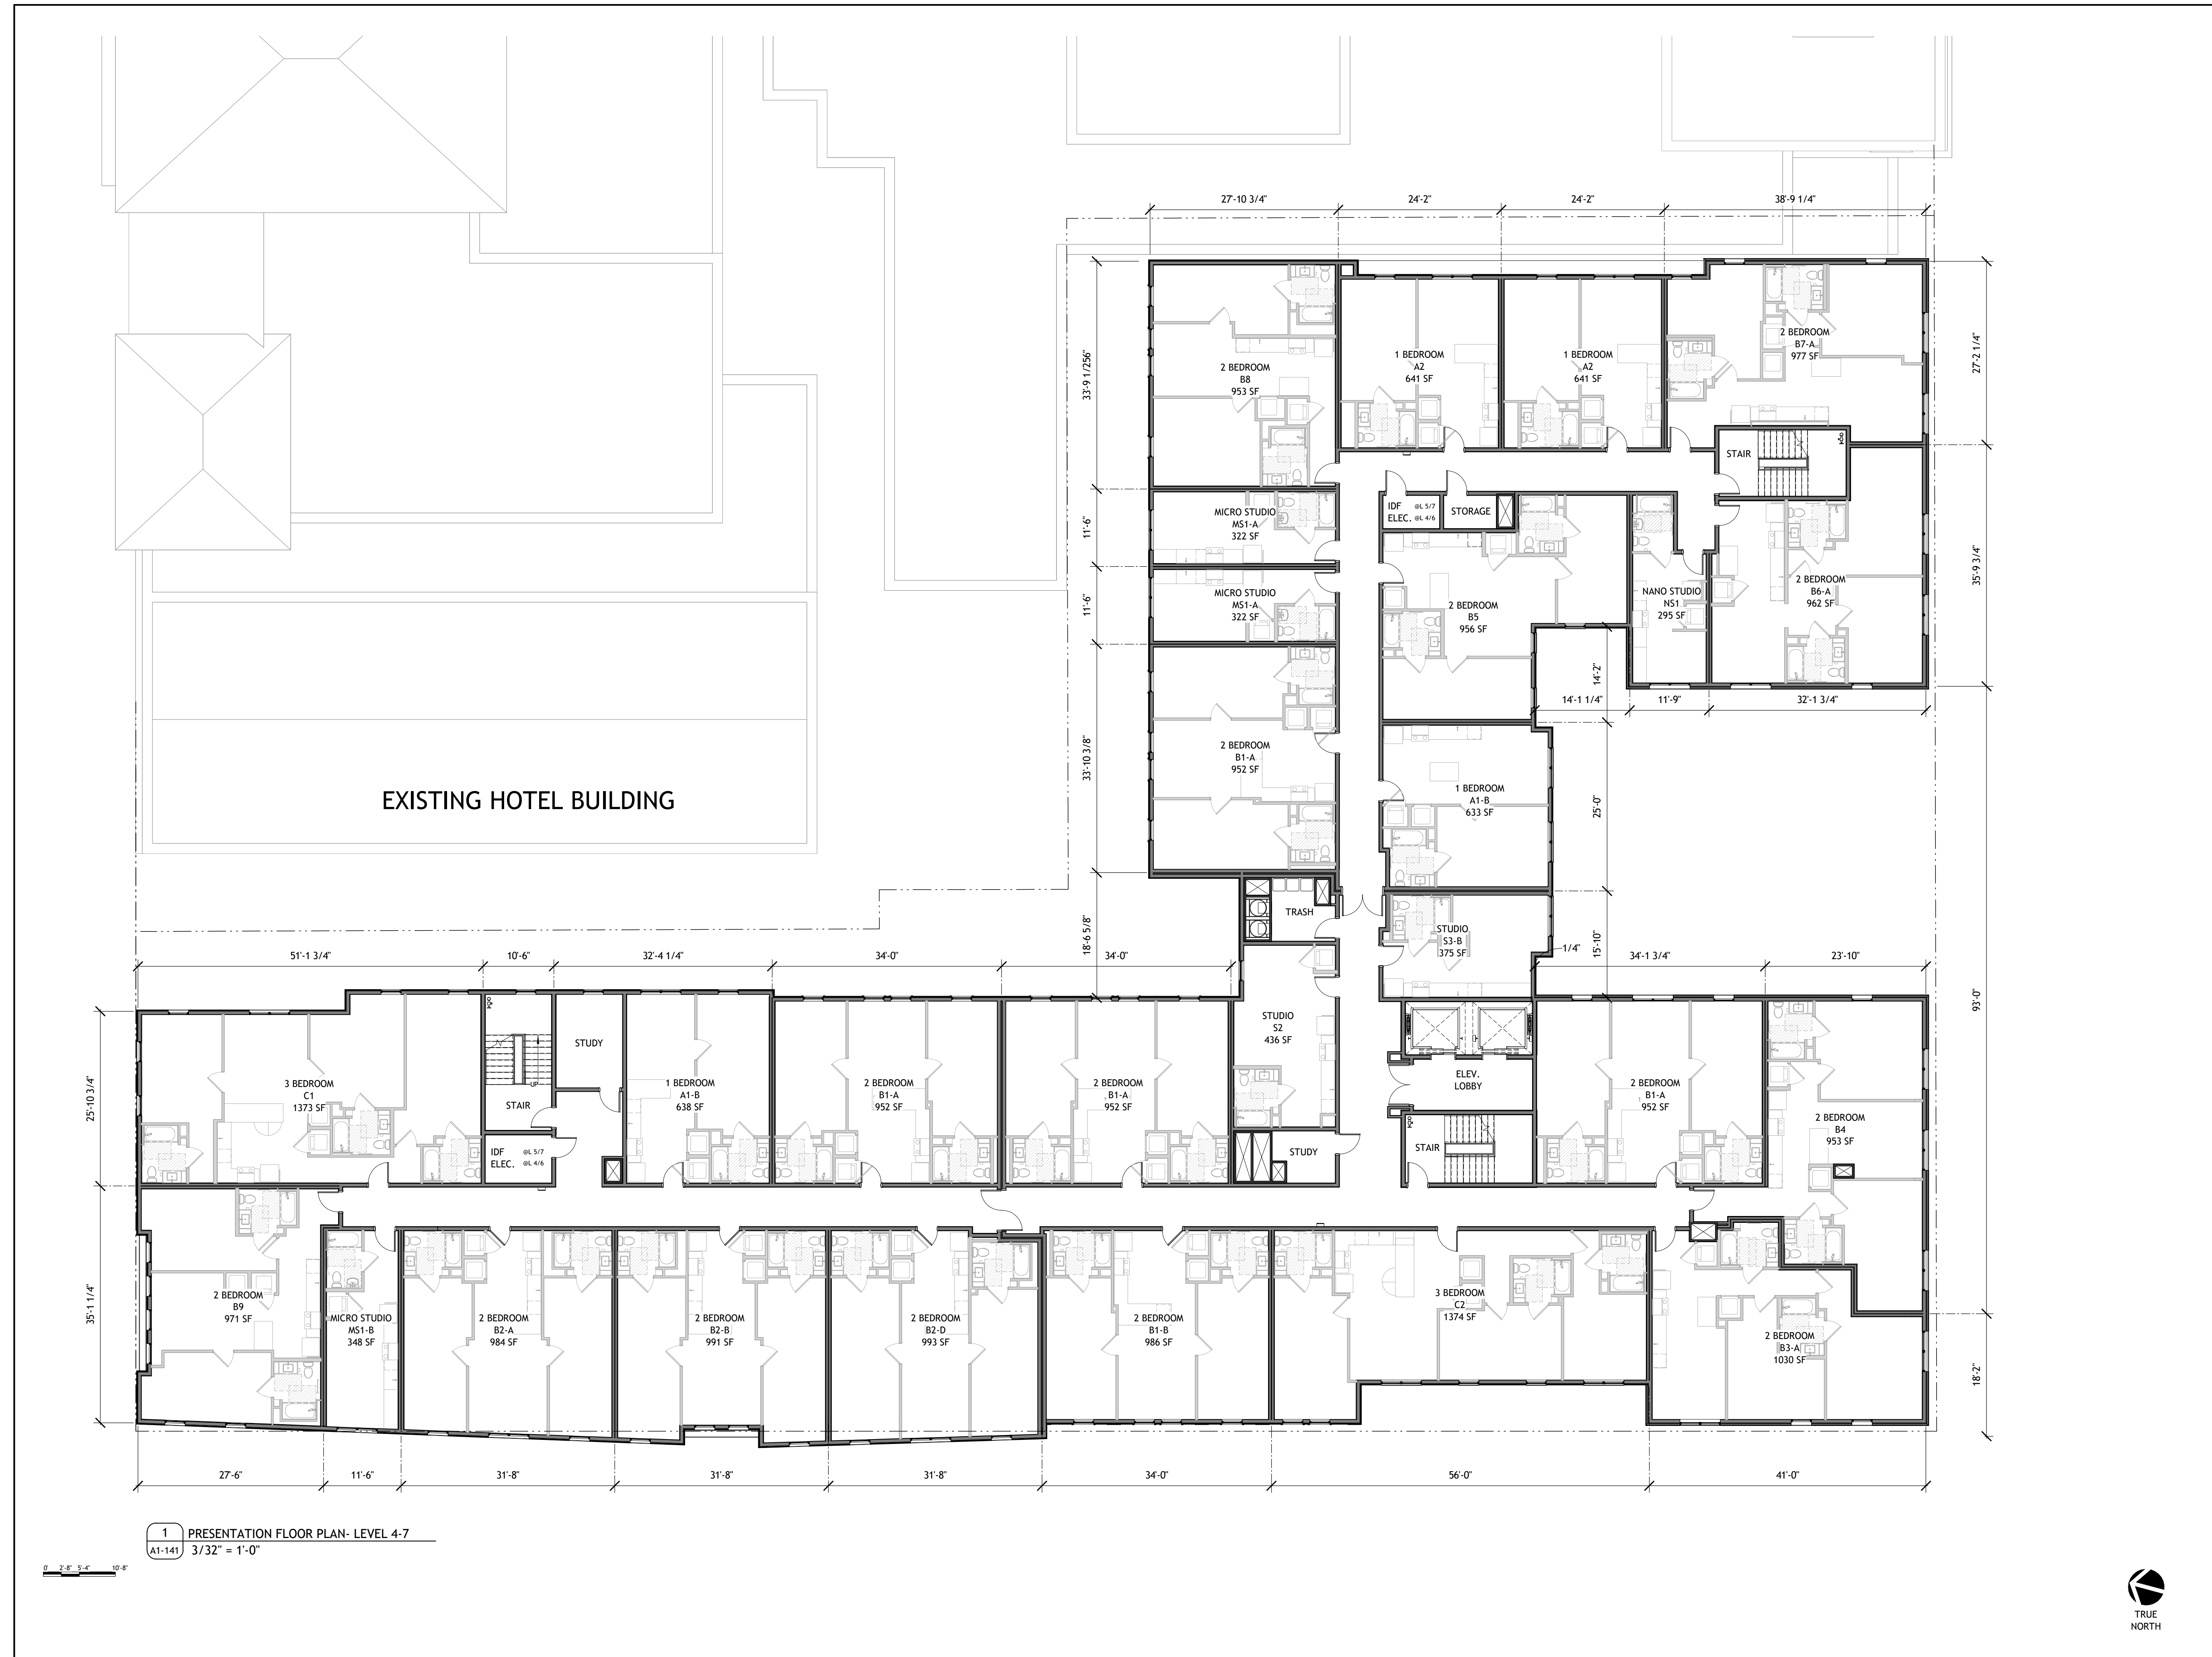 27'-10 3/4"
24'-2"
24'-2"
38'-9 1/4"
33'-9 1/256"
11'-6"
11'-6"
33'-10 3/8"
18'-6 5/8"
27'-2 1/4"
35'-9 3/4"
93'-0"
18'-2"
2 BEDROOM
B8
953 SF
1 BEDROOM
A2
641 SF
1 BEDROOM
A2
641 SF
2 BEDROOM
B7-A
977 SF
STAIR
MICRO STUDIO
MS1-A
322 SF
IDF @L 5/7
ELEC. @L 4/6
STORAGE
MICRO STUDIO
MS1-A
322 SF
2 BEDROOM
B5
956 SF
NANO STUDIO
NS1
295 SF
2 BEDROOM
B6-A
962 SF
14'-2"
14'-1 1/4"
11'-9"
32'-1 3/4"
2 BEDROOM
B1-A
952 SF
1 BEDROOM
A1-B
633 SF
25'-0"
EXISTING HOTEL BUILDING
TRASH
STUDIO
S3-B
375 SF
1/4"
15'-10"
51'-1 3/4"
10'-6"
32'-4 1/4"
34'-0"
34'-0"
34'-1 3/4"
23'-10"
25'-10 3/4"
35'-1 1/4"
3 BEDROOM
C1
1373 SF
UP
STAIR
STUDY
IDF @L 5/7
ELEC. @L 4/6
1 BEDROOM
A1-B
638 SF
2 BEDROOM
B1-A
952 SF
2 BEDROOM
B1-A
952 SF
STUDIO
S2
436 SF
STUDY
ELEV.
LOBBY
STAIR
2 BEDROOM
B1-A
952 SF
2 BEDROOM
B4
953 SF
2 BEDROOM
B9
971 SF
MICRO STUDIO
MS1-B
348 SF
2 BEDROOM
B2-A
984 SF
2 BEDROOM
B2-B
991 SF
2 BEDROOM
B2-D
993 SF
2 BEDROOM
B1-B
986 SF
3 BEDROOM
C2
1374 SF
2 BEDROOM
B3-A
1030 SF
27'-6"
11'-6"
31'-8"
31'-8"
31'-8"
34'-0"
56'-0"
41'-0"
1
A1-141
PRESENTATION FLOOR PLAN- LEVEL 4-7
3/32" = 1'-0"
0' 2'-8" 5'-4" 10'-8"
TRUE
NORTH